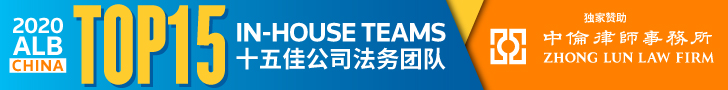 2020
ALB
CHINA
TOP15
IN-HOUSE TEAMS
十五佳公司法务团队
独家赞助
中倫律師事務所
ZHONG LUN LAW FIRM